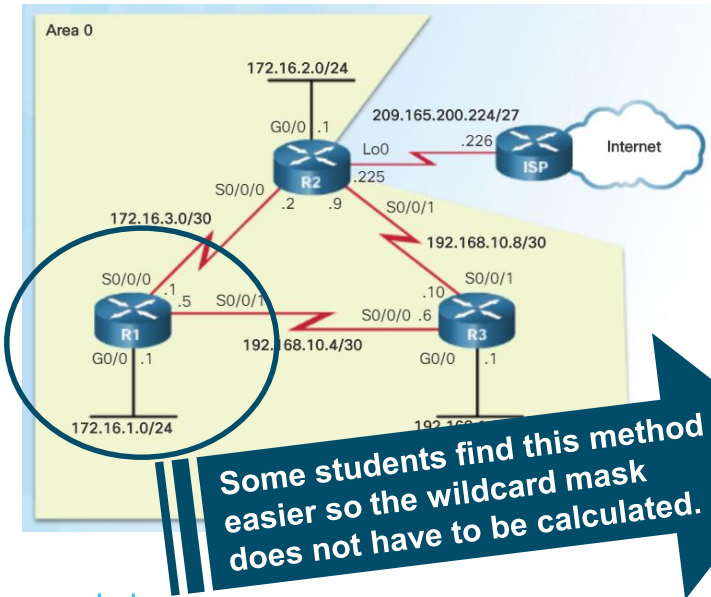 Area 0
172.16.2.0/24
209.165.200.224/27
G0/0 .1
.226
Internet
Lo0
ISP
R2
.225
S0/0/0
.2
.9
S0/0/1
172.16.3.0/30
192.168.10.8/30
S0/0/0
.1
S0/0/1
.10
.5
S0/0/1
S0/0/0 .6
R1
R3
192.168.10.4/30
G0/0 .1
G0/0 .1
172.16.1.0/24
Some students find this method
easier so the wildcard mask
does not have to be calculated.